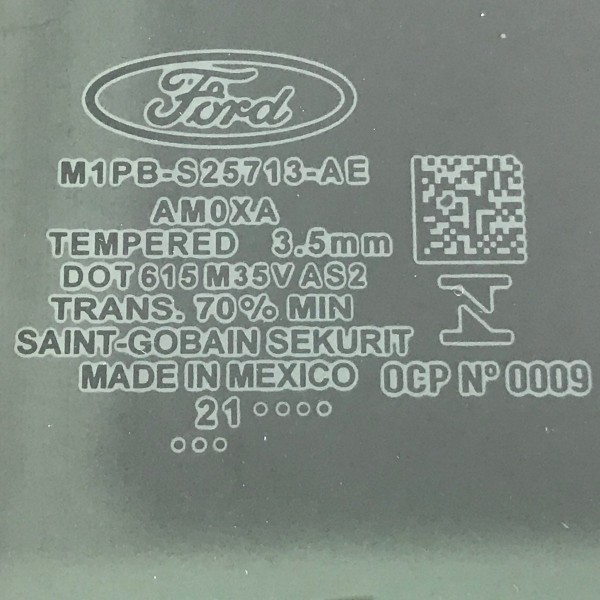 Ford
M1PB-S25713-AE
AM0XA
TEMPERED 3.5mm
DOT 615 M35V AS2
TRANS. 70% MIN
SAINT-GOBAIN SEKURIT
MADE IN MEXICO
OCP Nº 0009
21